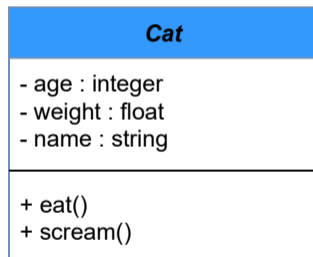 Cat
- age : integer
- weight : float
- name : string
+ eat()
+ scream()